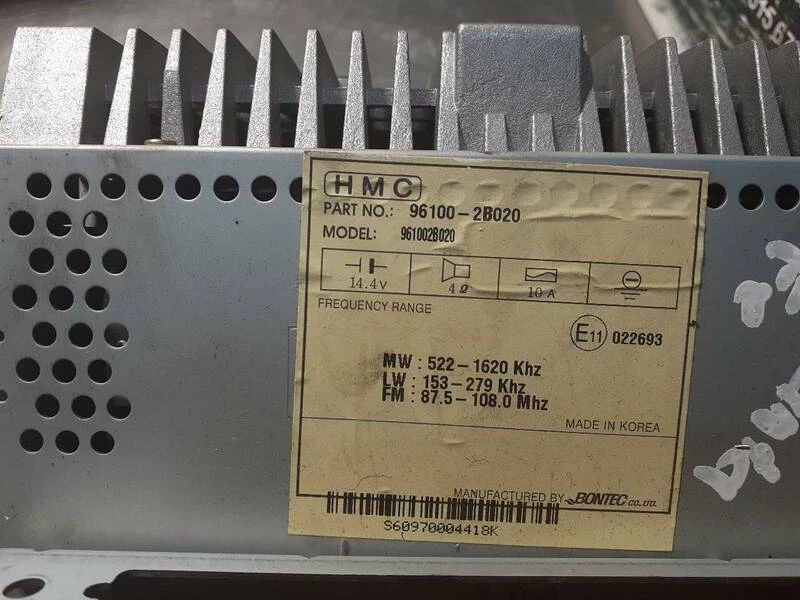 HMC
PART NO.: 96100-2B020
MODEL: 961002B020
14.4v 4Ω 10 A
FREQUENCY RANGE
E11 022693
MW : 522-1620 Khz
LW : 153-279 Khz
FM : 87.5-108.0 Mhz
MADE IN KOREA
MANUFACTURED BY BONTEC CO.,LTD.
S60970004418K